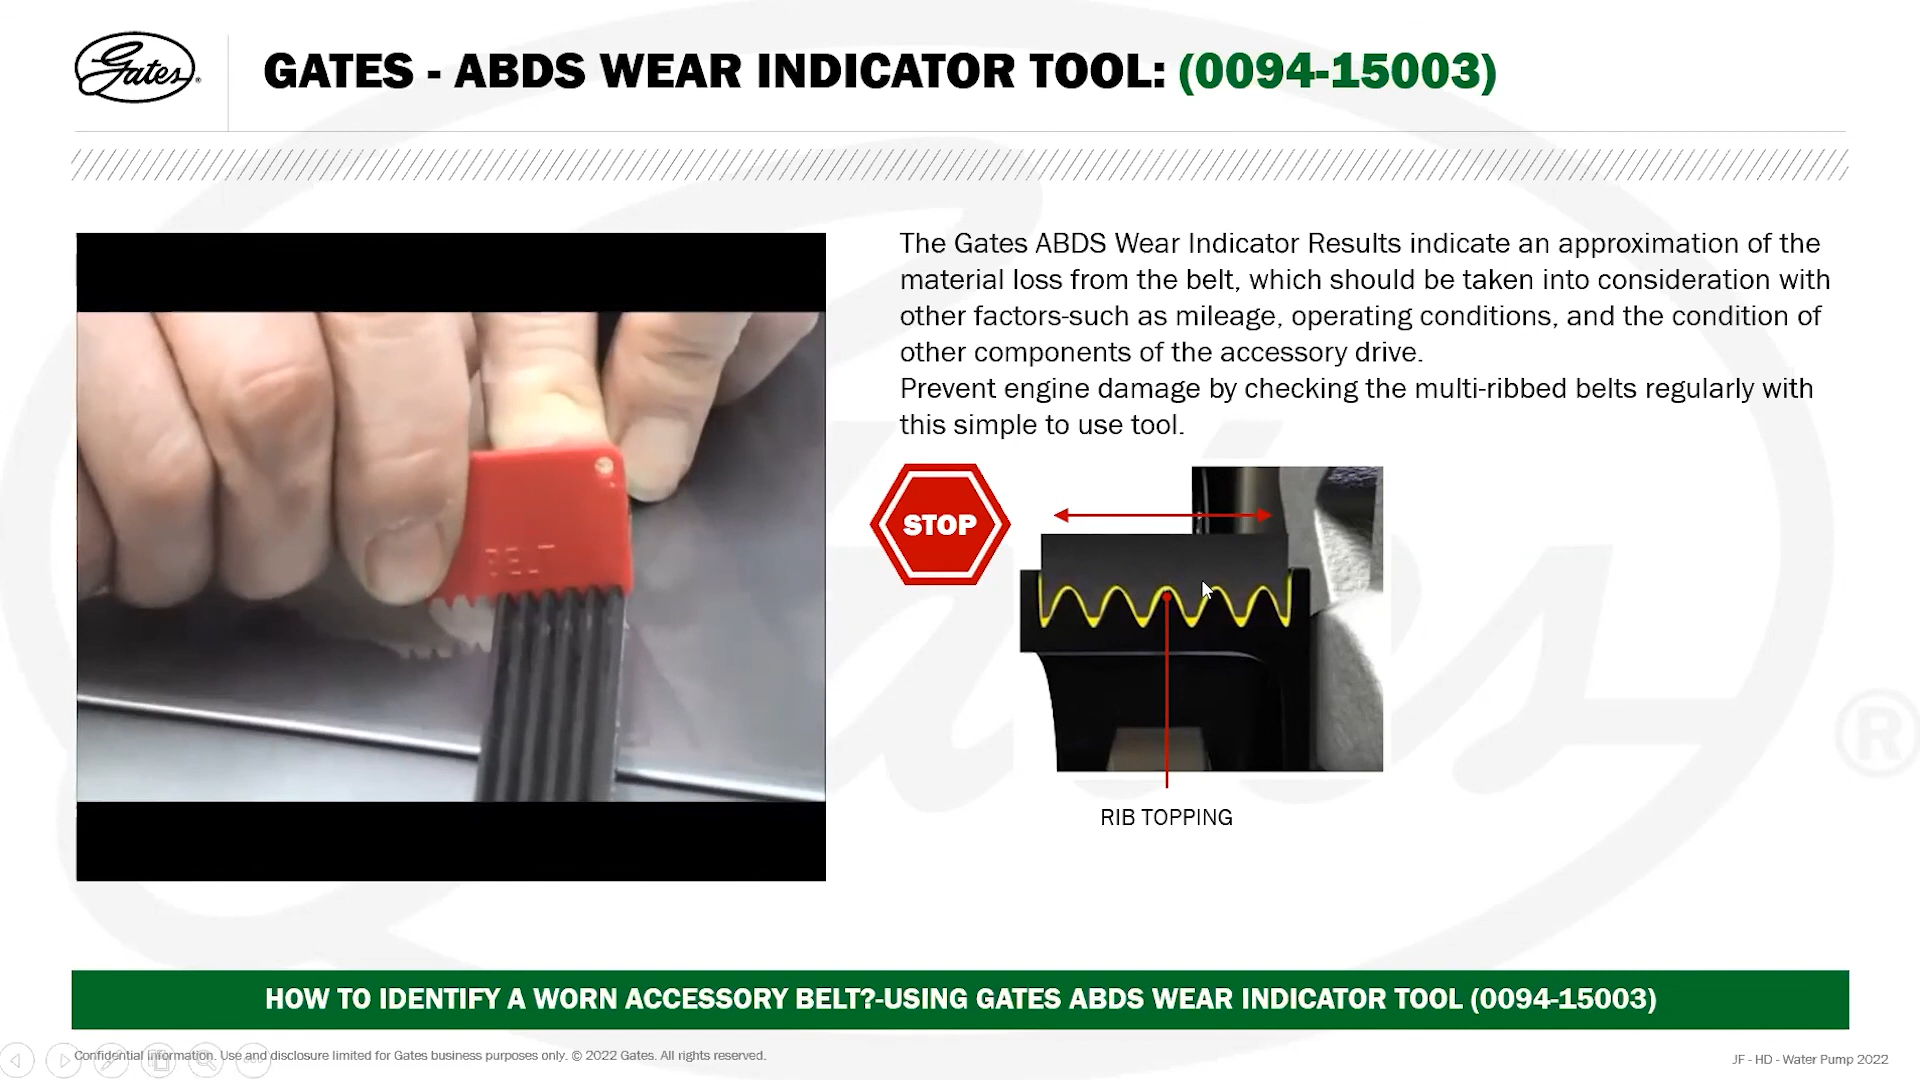 Gates®
GATES - ABDS WEAR INDICATOR TOOL: (0094-15003)
The Gates ABDS Wear Indicator Results indicate an approximation of the
material loss from the belt, which should be taken into consideration with
other factors-such as mileage, operating conditions, and the condition of
other components of the accessory drive.
Prevent engine damage by checking the multi-ribbed belts regularly with
this simple to use tool.
BELT
STOP
RIB TOPPING
HOW TO IDENTIFY A WORN ACCESSORY BELT?-USING GATES ABDS WEAR INDICATOR TOOL (0094-15003)
Confidential information. Use and disclosure limited for Gates business purposes only. © 2022 Gates. All rights reserved.
JF - HD - Water Pump 2022